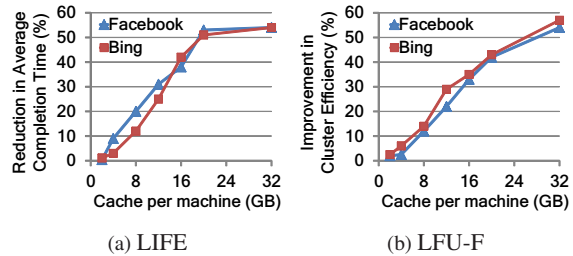 Reduction in Average
Completion Time (%)
60
50
40
30
20
10
0
Facebook
Bing
0 8 16 24 32
Cache per machine (GB)
(a) LIFE
Improvement in
Cluster Efficiency (%)
60
50
40
30
20
10
0
Facebook
Bing
0 8 16 24 32
Cache per machine (GB)
(b) LFU-F